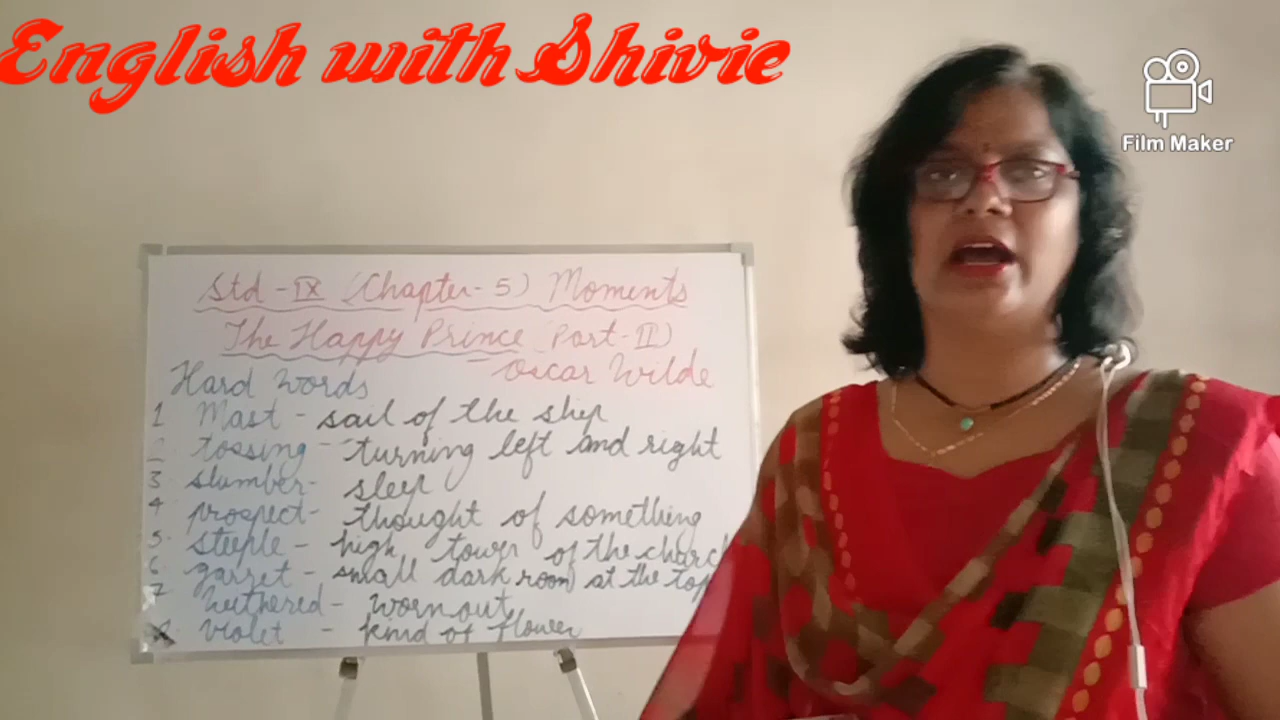 English with Shivie
Film Maker
Std - IX (Chapter - 5) Moments
The Happy Prince (Part-II)
- Oscar Wilde
Hard Words
1 Mast - sail of the ship
2 tossing - turning left and right
3 slumber - sleep
4 prospect - thought of something
5. steeple - high tower of the church
6 garret - small dark room at the top
7 - worn out
violet - kind of flower